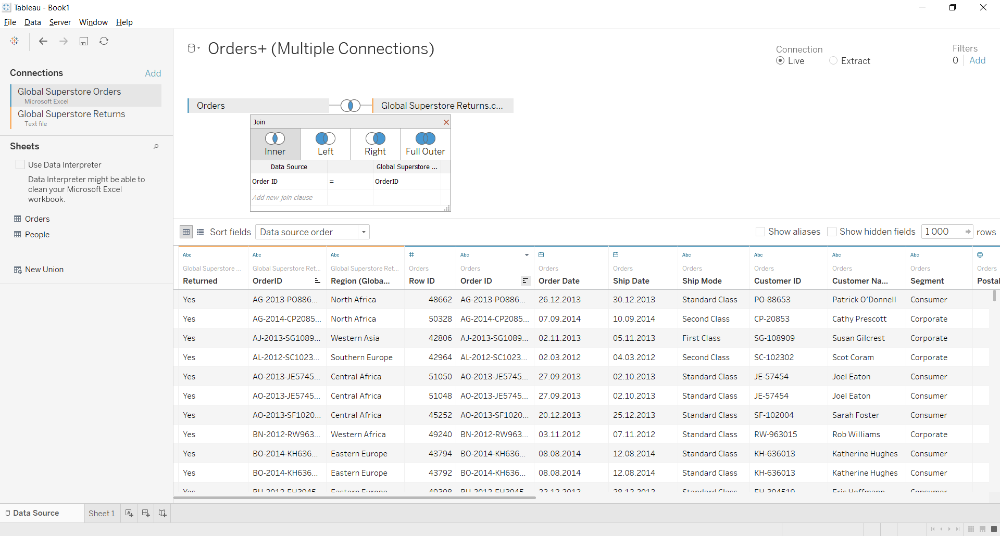 Tableau - Book1
File Data Server Window Help
Orders+ (Multiple Connections)
Connection
Live Extract
Filters
0 Add
Connections Add
Global Superstore Orders
Microsoft Excel
Global Superstore Returns
Text file
Sheets
Use Data Interpreter
Data Interpreter might be able to
clean your Microsoft Excel
workbook.
Orders
People
New Union
Orders Global Superstore Returns.c...
Join
Inner Left Right Full Outer
Data Source Global Superstore ...
Order ID = OrderID
Add new join clause
Sort fields Data source order Show aliases Show hidden fields 1 000 rows
Abc Abc Abc # Abc Abc Abc Abc Abc
Global Superstore ... Global Superstore Ret... Global Superstore Ret... Orders Orders Orders Orders Orders Orders Orders Orders Orders
Returned OrderID Region (Globa... Row ID Order ID Order Date Ship Date Ship Mode Customer ID Customer Na... Segment Postal
Yes AG-2013-PO886... North Africa 48662 AG-2013-PO886... 26.12.2013 30.12.2013 Standard Class PO-88653 Patrick O'Donnell Consumer
Yes AG-2014-CP2085... North Africa 50328 AG-2014-CP2085... 07.09.2014 10.09.2014 Second Class CP-20853 Cathy Prescott Corporate
Yes AJ-2013-SG1089... Western Asia 42806 AJ-2013-SG1089... 02.11.2013 05.11.2013 First Class SG-108909 Susan Gilcrest Corporate
Yes AL-2012-SC1023... Southern Europe 42964 AL-2012-SC1023... 02.03.2012 04.03.2012 Second Class SC-102302 Scot Coram Corporate
Yes AO-2013-JE5745... Central Africa 51050 AO-2013-JE5745... 27.09.2013 02.10.2013 Standard Class JE-57454 Joel Eaton Consumer
Yes AO-2013-JE5745... Central Africa 51048 AO-2013-JE5745... 27.09.2013 02.10.2013 Standard Class JE-57454 Joel Eaton Consumer
Yes AO-2013-SF1020... Central Africa 45252 AO-2013-SF1020... 20.12.2013 25.12.2013 Standard Class SF-102004 Sarah Foster Consumer
Yes BN-2012-RW963... Western Africa 49240 BN-2012-RW963... 03.11.2012 07.11.2012 Standard Class RW-963015 Rob Williams Corporate
Yes BO-2014-KH636... Eastern Europe 43794 BO-2014-KH636... 08.08.2014 12.08.2014 Standard Class KH-636013 Katherine Hughes Consumer
Yes BO-2014-KH636... Eastern Europe 43792 BO-2014-KH636... 08.08.2014 12.08.2014 Standard Class KH-636013 Katherine Hughes Consumer
Yes Eastern Europe 22.12.2012 28.12.2012 Standard Class Eric Hoffmann Consumer
Data Source Sheet 1